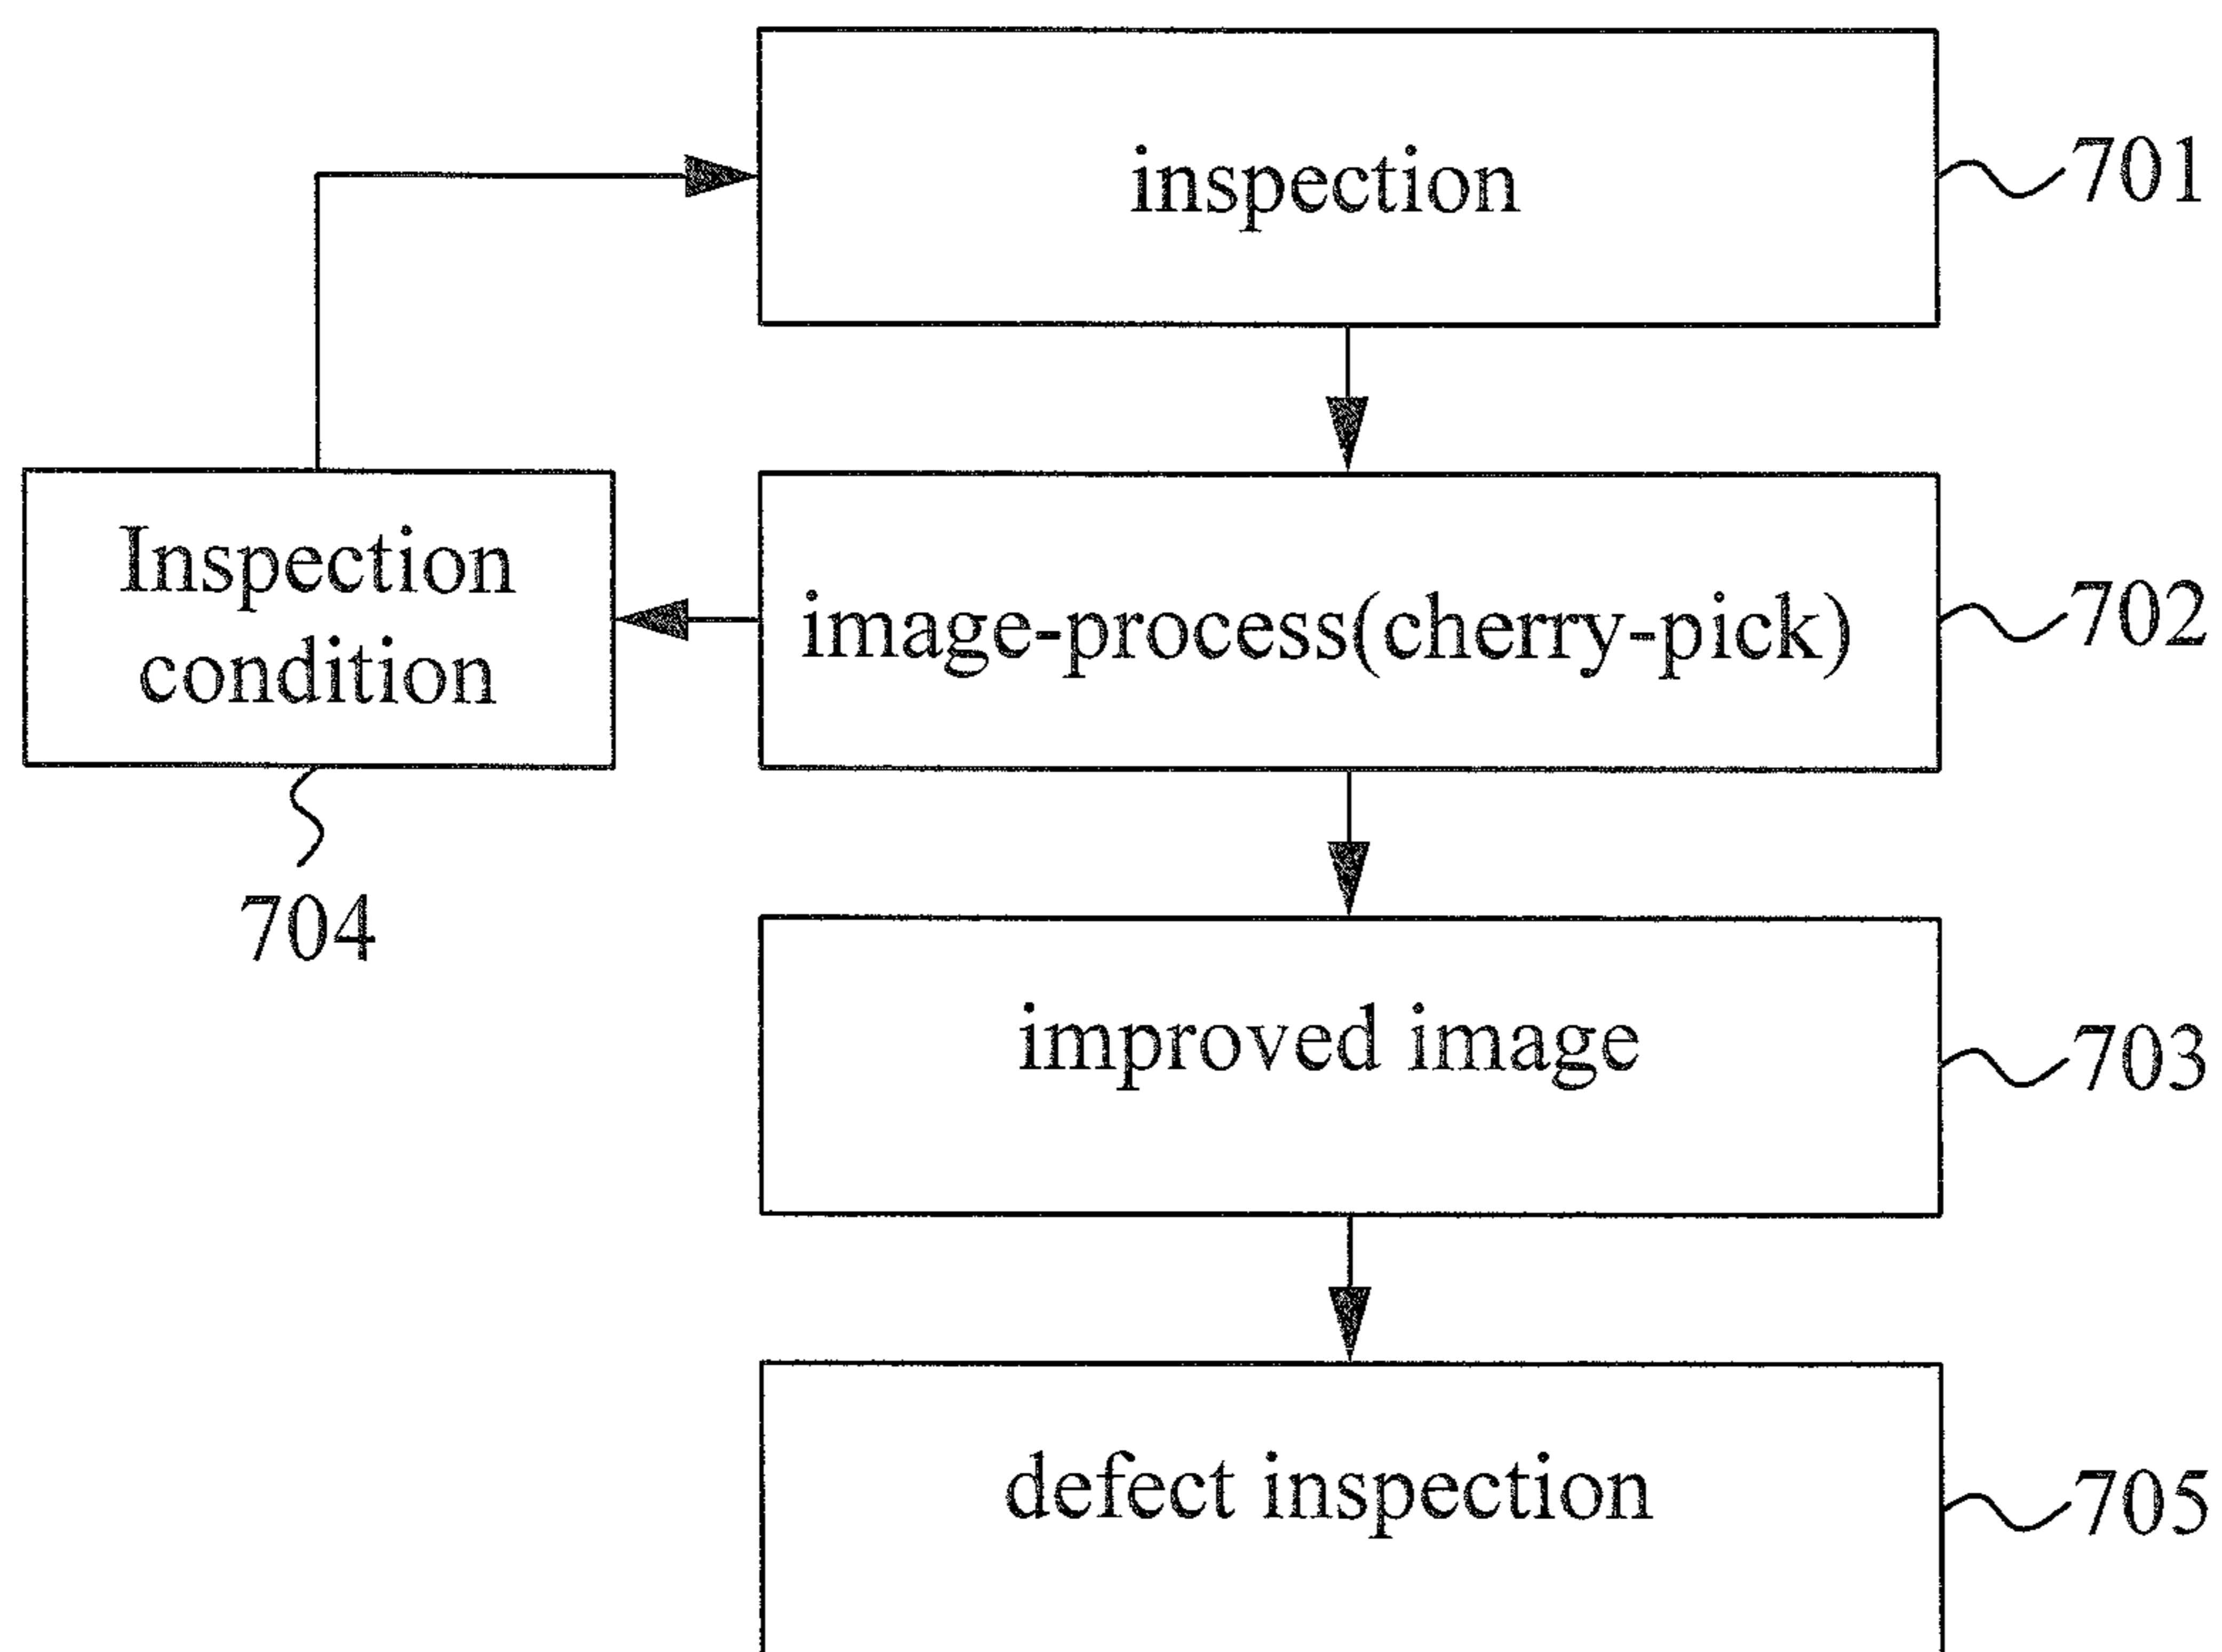 inspection
701
Inspection
condition
image-process(cherry-pick)
702
704
improved image
703
defect inspection
705